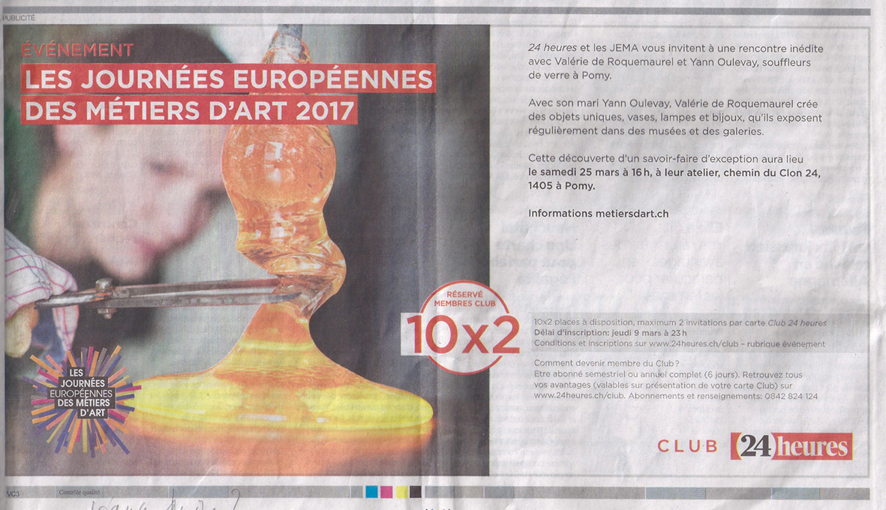 PUBLICITÉ
ÉVÉNEMENT
LES JOURNÉES EUROPÉENNES
DES MÉTIERS D'ART 2017
24 heures et les JEMA vous invitent à une rencontre inédite
avec Valérie de Roquemaurel et Yann Oulevay, souffleurs
de verre à Pomy.
Avec son mari Yann Oulevay, Valérie de Roquemaurel crée
des objets uniques, vases, lampes et bijoux, qu'ils exposent
régulièrement dans des musées et des galeries.
Cette découverte d'un savoir-faire d'exception aura lieu
le samedi 25 mars à 16 h, à leur atelier, chemin du Clon 24,
1405 à Pomy.
Informations metiersdart.ch
RÉSERVÉ
MEMBRES CLUB
10x2
10x2 places à disposition, maximum 2 invitations par carte Club 24 heures
Délai d'inscription: jeudi 9 mars à 23 h
Conditions et inscriptions sur www.24heures.ch/club – rubrique événement
Comment devenir membre du Club ?
Etre abonné semestriel ou annuel complet (6 jours). Retrouvez tous
vos avantages (valables sur présentation de votre carte Club) sur
www.24heures.ch/club. Abonnements et renseignements: 0842 824 124
LES
JOURNÉES
EUROPÉENNES
DES MÉTIERS
D'ART
CLUB 24 heures
VC3
Contrôle qualité